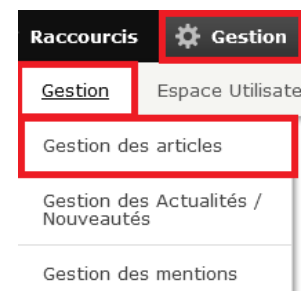 Raccourcis Gestion
Gestion Espace Utilisate
Gestion des articles
Gestion des Actualités /
Nouveautés
Gestion des mentions